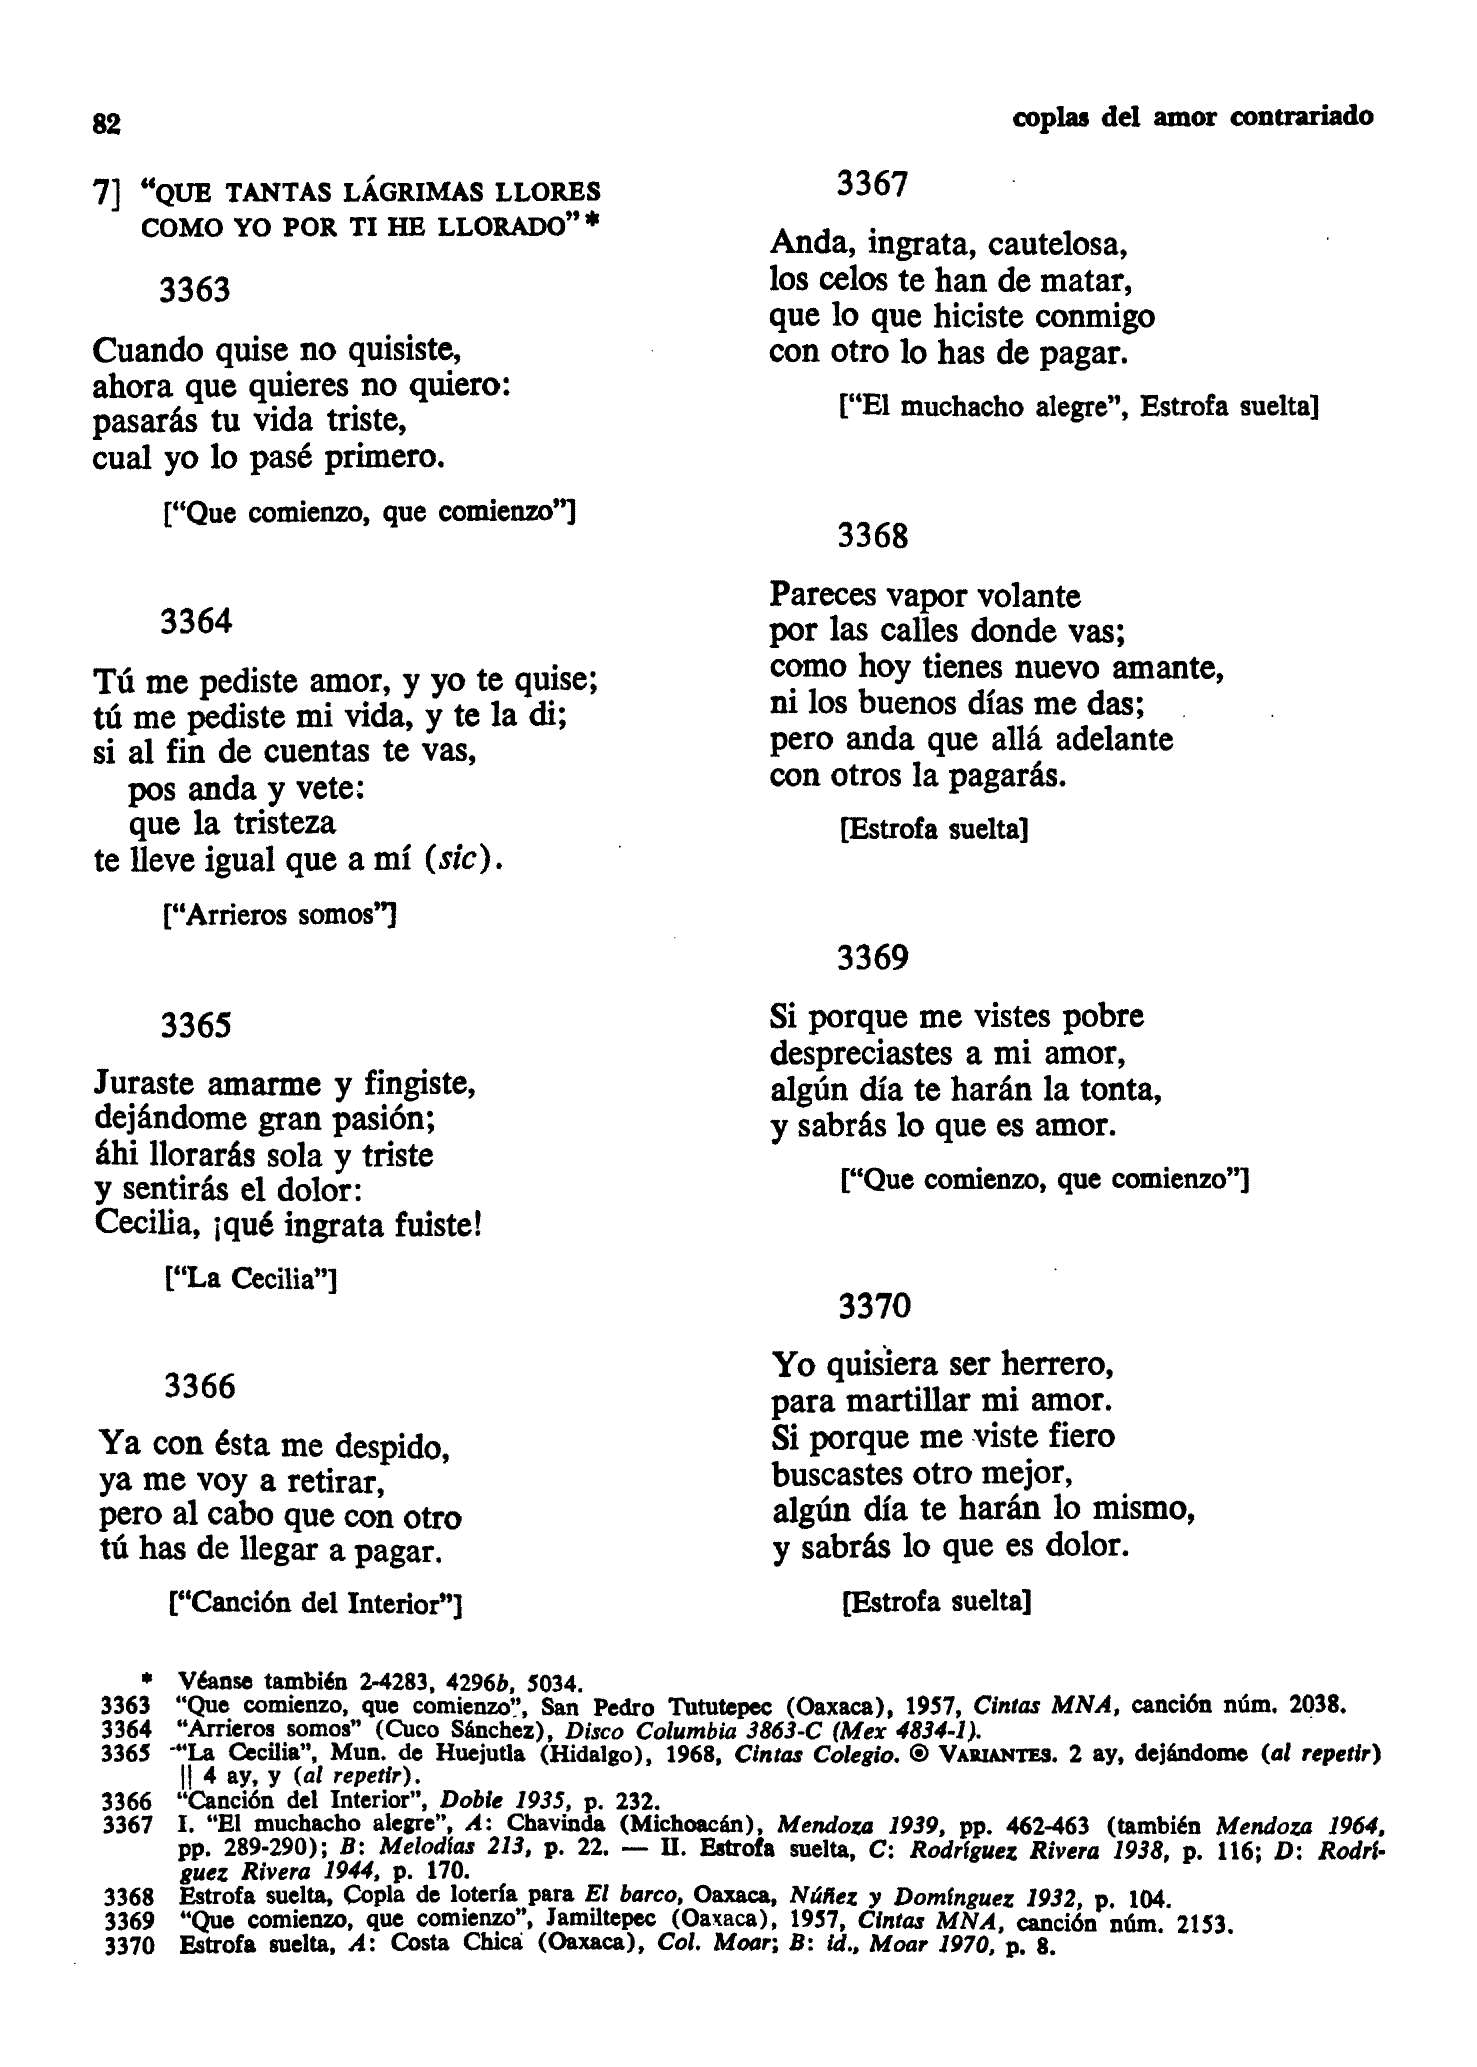 82
coplas del amor contrariado
7] “QUE TANTAS LÁGRIMAS LLORES
COMO YO POR TI HE LLORADO”*
3363
Cuando quise no quisiste,
ahora que quieres no quiero:
pasarás tu vida triste,
cual yo lo pasé primero.
[“Que comienzo, que comienzo”]
3364
Tú me pediste amor, y yo te quise;
tú me pediste mi vida, y te la di;
si al fin de cuentas te vas,
pos anda y vete:
que la tristeza
te lleve igual que a mí (sic).
[“Arrieros somos”]
3365
Juraste amarme y fingiste,
dejándome gran pasión;
áhi llorarás sola y triste
y sentirás el dolor:
Cecilia, ¡qué ingrata fuiste!
[“La Cecilia”]
3366
Ya con ésta me despido,
ya me voy a retirar,
pero al cabo que con otro
tú has de llegar a pagar.
[“Canción del Interior”]
3367
Anda, ingrata, cautelosa,
los celos te han de matar,
que lo que hiciste conmigo
con otro lo has de pagar.
[“El muchacho alegre”, Estrofa suelta]
3368
Pareces vapor volante
por las calles donde vas;
como hoy tienes nuevo amante,
ni los buenos días me das;
pero anda que allá adelante
con otros la pagarás.
[Estrofa suelta]
3369
Si porque me vistes pobre
despreciastes a mi amor,
algún día te harán la tonta,
y sabrás lo que es amor.
[“Que comienzo, que comienzo”]
3370
Yo quisiera ser herrero,
para martillar mi amor.
Si porque me viste fiero
buscastes otro mejor,
algún día te harán lo mismo,
y sabrás lo que es dolor.
[Estrofa suelta]
* Véanse también 2-4283, 4296b, 5034.
3363 “Que comienzo, que comienzo”, San Pedro Tututepec (Oaxaca), 1957, Cintas MNA, canción núm. 2038.
3364 “Arrieros somos” (Cuco Sánchez), Disco Columbia 3863-C (Mex 4834-1).
3365 “La Cecilia”, Mun. de Huejutla (Hidalgo), 1968, Cintas Colegio. ® VARIANTES. 2 ay, dejándome (al repetir)
|| 4 ay, y (al repetir).
3366 “Canción del Interior”, Dobie 1935, p. 232.
3367 I. “El muchacho alegre”, A: Chavinda (Michoacán), Mendoza 1939, pp. 462-463 (también Mendoza 1964,
pp. 289-290); B: Melodías 213, p. 22. — II. Estrofa suelta, C: Rodríguez Rivera 1938, p. 116; D: Rodrí-
guez Rivera 1944, p. 170.
3368 Estrofa suelta, Copla de lotería para El barco, Oaxaca, Núñez y Domínguez 1932, p. 104.
3369 “Que comienzo, que comienzo”, Jamiltepec (Oaxaca), 1957, Cintas MNA, canción núm. 2153.
3370 Estrofa suelta, A: Costa Chica (Oaxaca), Col. Moar; B: id., Moar 1970, p. 8.